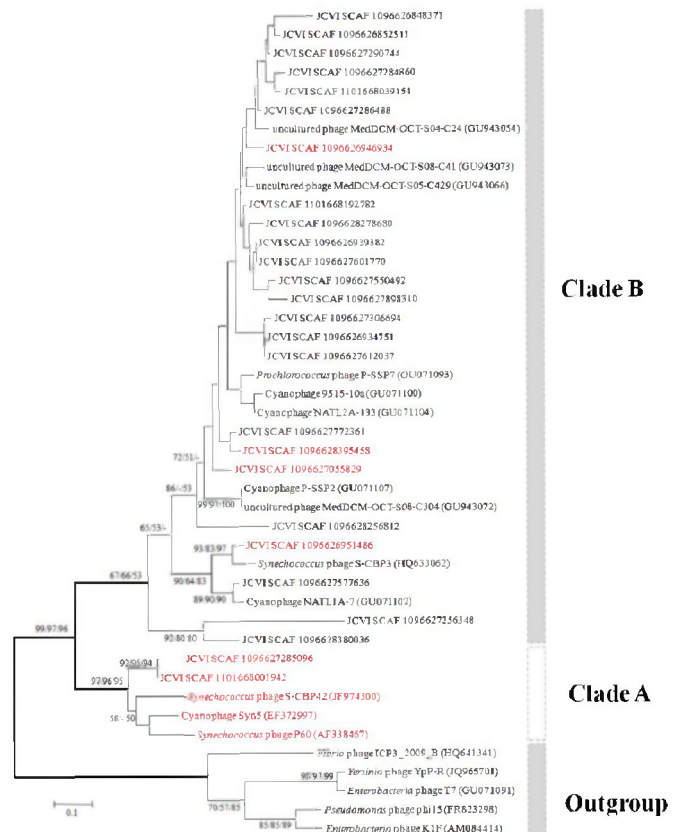 JCVI SCAF 1096626848371
JCVI SCAF 1096626852511
JCVI SCAF 1096627290744
JCVI SCAF 1096627284860
JCVI SCAF 1101668039151
JCVI SCAF 1096627286488
uncultured phage MedDCM-OCT-S04-C24 (GU943054)
JCVI SCAF 1096626946934
uncultured phage MedDCM-OCT-S08-C41 (GU943073)
uncultured phage MedDCM-OCT-S05-C429 (GU943066)
JCVI SCAF 1101668192782
JCVI SCAF 1096628278680
JCVI SCAF 1096626939382
JCVI SCAF 1096627601770
JCVI SCAF 1096627550492
JCVI SCAF 1096627898310
Clade B
JCVI SCAF 1096627306694
JCVI SCAF 1096626934751
JCVI SCAF 1096627612037
Prochlorococcus phage P-SSP7 (GU071093)
Cyanophage 9515-10a (GU071100)
Cyanophage NATL2A-133 (GU071104)
JCVI SCAF 1096627772361
JCVI SCAF 1096628395458
72/51/-
JCVI SCAF 1096627055829
86/-/53
Cyanophage P-SSP2 (GU071107)
99/97/100
uncultured phage MedDCM-OCT-S08-CJ04 (GU943072)
JCVI SCAF 1096628256812
65/53/-
JCVI SCAF 1096626951486
93/83/97
Synechococcus phage S-CBP3 (HQ633062)
90/64/83
JCVI SCAF 1096627577636
67/66/53
89/90/90
Cyanophage NATL1A-7 (GU071102)
JCVI SCAF 1096627256348
99/97/96
92/80/80
JCVI SCAF 1096628380036
92/96/94
JCVI SCAF 1096627285096
97/96/95
JCVI SCAF 1101668001942
Synechococcus phage S-CBP42 (JF974300)
Clade A
58/-/50
Cyanophage Syn5 (EF372997)
Synechococcus phage P60 (AF338467)
Vibrio phage ICP3_2009_B (HQ641341)
98/97/99
Yersinia phage YpP-R (JQ965701)
Enterobacteria phage T7 (GU071091)
70/57/85
Pseudomonas phage phi15 (FR823298)
0.1
Outgroup
85/85/89
Enterobacteria phage K1F (AM084414)